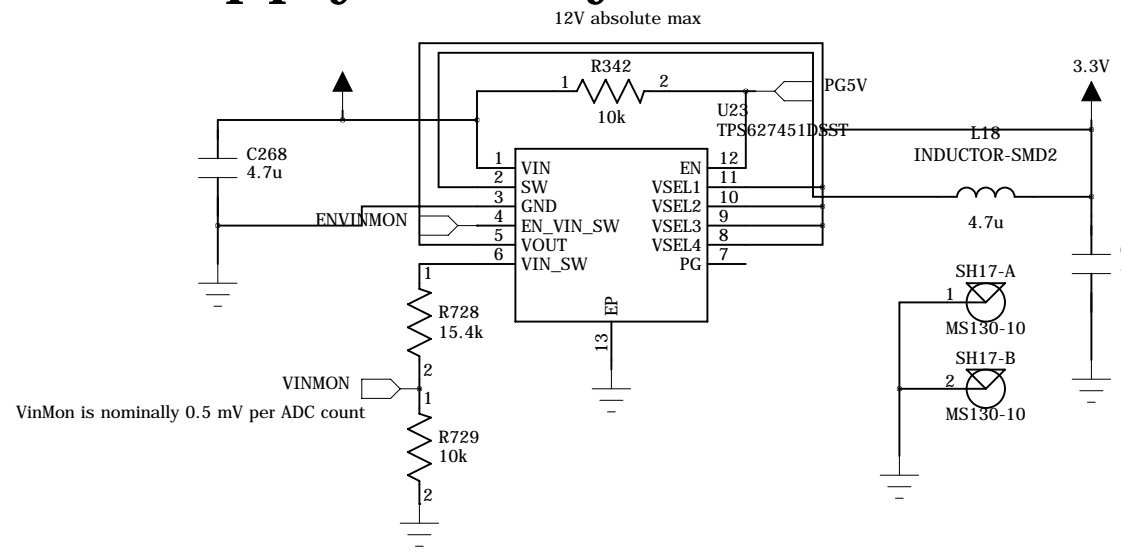 12V absolute max
R342
1
2
10k
PG5V
3.3V
U23
TPS627451DSST
L18
INDUCTOR-SMD2
4.7u
C268
4.7u
1
VIN
EN
12
2
SW
VSEL1
11
3
GND
VSEL2
10
ENVINMON
4
EN_VIN_SW
VSEL3
9
5
VOUT
VSEL4
8
6
VIN_SW
PG
7
EP
13
1
R728
15.4k
2
VINMON
VinMon is nominally 0.5 mV per ADC count
1
R729
10k
2
SH17-A
1
MS130-10
SH17-B
2
MS130-10